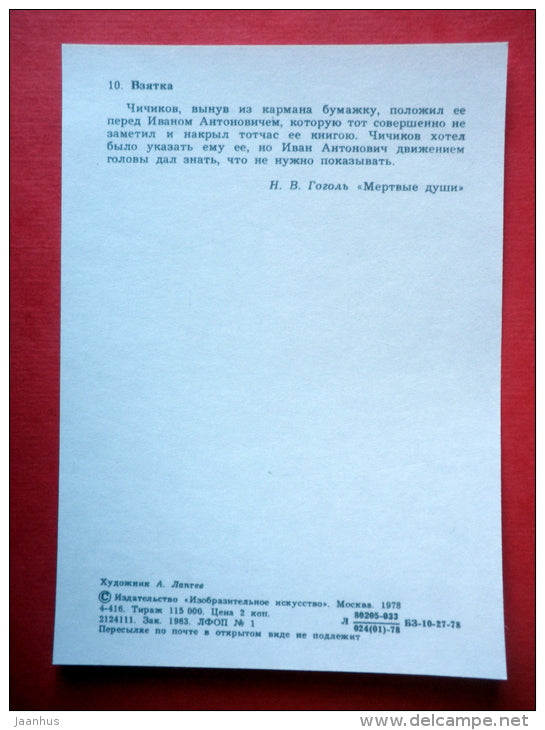 10. Взятка
Чичиков, вынув из кармана бумажку, положил ее
перед Иваном Антоновичем, которую тот совершенно не
заметил и накрыл тотчас ее книгою. Чичиков хотел
было указать ему ее, но Иван Антонович движением
головы дал знать, что не нужно показывать.
Н. В. Гоголь «Мертвые души»
Художник А. Лаптев
© Издательство «Изобразительное искусство». Москва. 1978
4-416. Тираж 115 000. Цена 2 коп.
2124111. Зак. 1963. ЛФОП № 1
Л 80205-033
024(01)-78 БЗ-10-27-78
Пересылке по почте в открытом виде не подлежит
jaanhus
www.delcampe.net